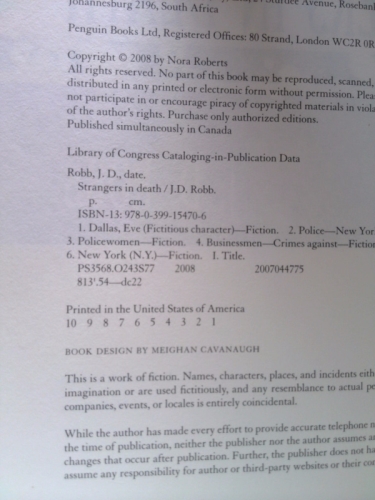 Johannesburg 2196, South Africa
Penguin Books Ltd, Registered Offices: 80 Strand, London WC2R 0R
Copyright © 2008 by Nora Roberts
All rights reserved. No part of this book may be reproduced, scanned,
distributed in any printed or electronic form without permission.
not participate in or encourage piracy of copyrighted materials in
of the author's rights. Purchase only authorized editions.
Published simultaneously in Canada
Library of Congress Cataloging-in-Publication Data
Robb, J. D., date.
Strangers in death / J.D. Robb.
p. cm.
ISBN-13: 978-0-399-15470-6
1. Dallas, Eve (Fictitious character)—Fiction. 2. Police—New Yor
3. Policewomen—Fiction. 4. Businessmen—Crimes against—Fiction
6. New York (N.Y.)—Fiction. I. Title.
PS3568.O243S77 2008 2007044775
813'.54—dc22
Printed in the United States of America
10 9 8 7 6 5 4 3 2 1
BOOK DESIGN BY MEIGHAN CAVANAUGH
This is a work of fiction. Names, characters, places, and incidents eith
imagination or are used fictitiously, and any resemblance to actual pe
companies, events, or locales is entirely coincidental.
While the author has made every effort to provide accurate telephone n
the time of publication, neither the publisher nor the author assumes a
changes that occur after publication. Further, the publisher does not ha
assume any responsibility for author or third-party websites or their co